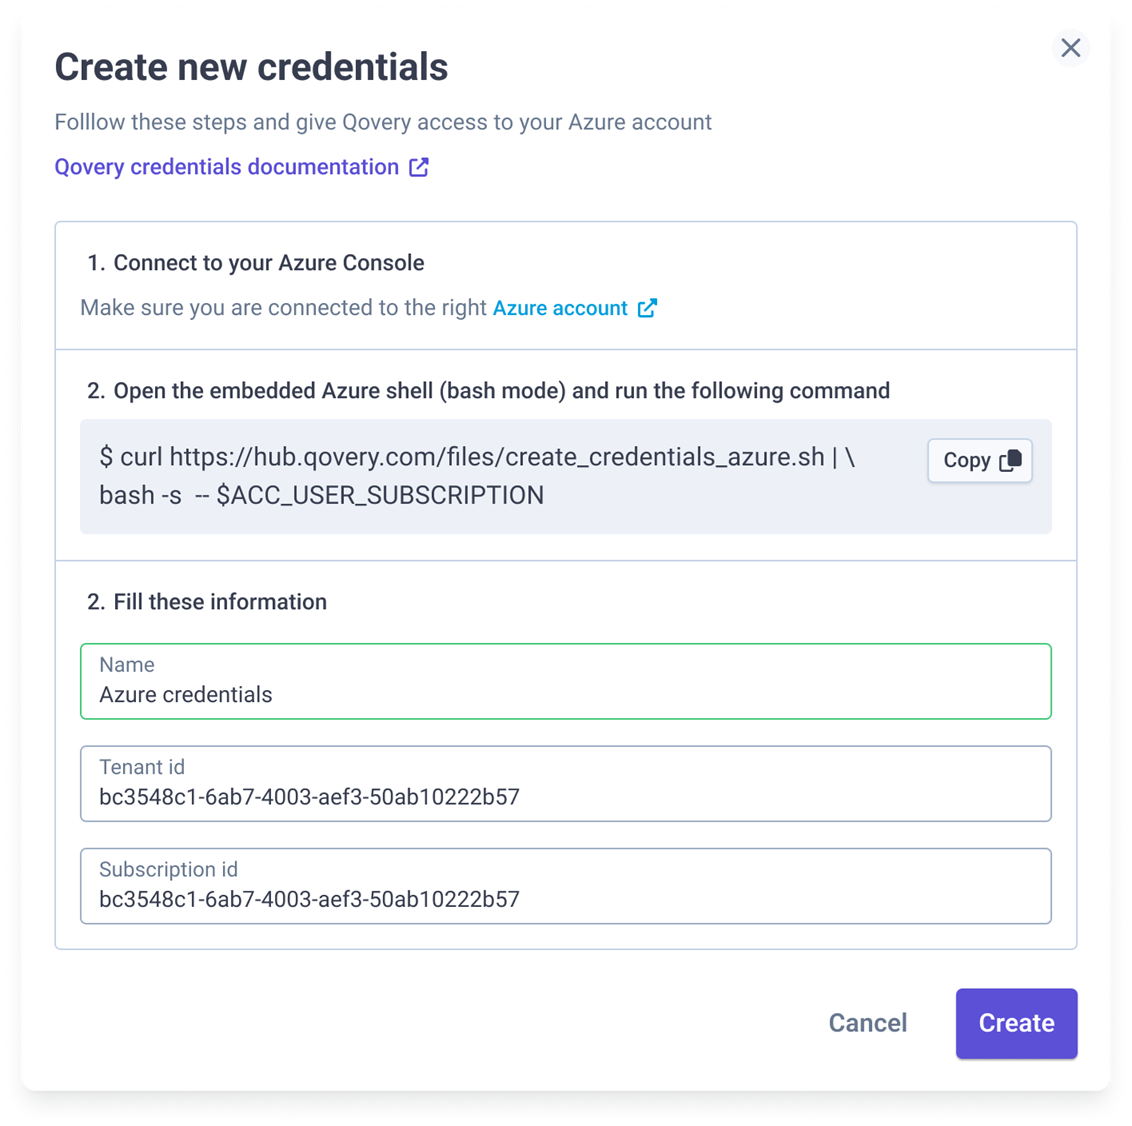 Create new credentials
Folllow these steps and give Qovery access to your Azure account
Qovery credentials documentation
1. Connect to your Azure Console
Make sure you are connected to the right Azure account
2. Open the embedded Azure shell (bash mode) and run the following command
$ curl https://hub.qovery.com/files/create_credentials_azure.sh | \
bash -s  -- $ACC_USER_SUBSCRIPTION
Copy
2. Fill these information
Name
Azure credentials
Tenant id
bc3548c1-6ab7-4003-aef3-50ab10222b57
Subscription id
bc3548c1-6ab7-4003-aef3-50ab10222b57
Cancel
Create